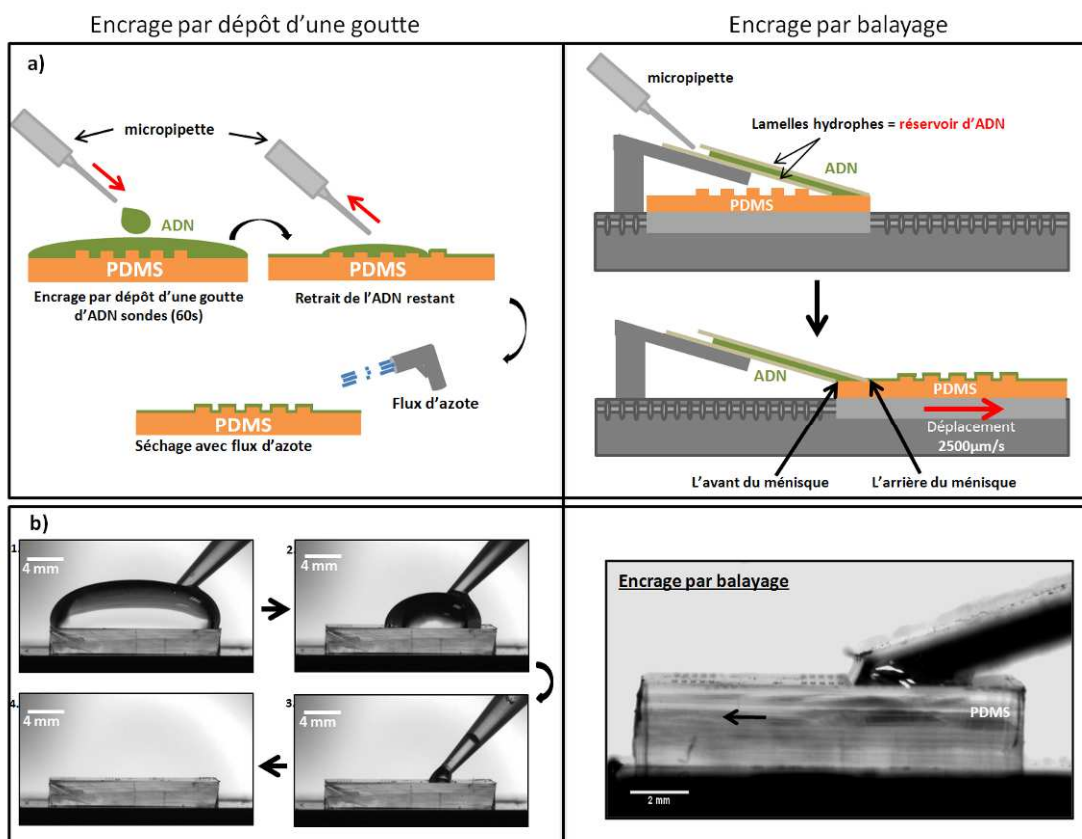 Encrage par dépôt d'une goutte
Encrage par balayage
a)
micropipette
ADN
PDMS
Encrage par dépôt d'une goutte
d'ADN sondes (60s)
PDMS
Retrait de l'ADN restant
Flux d'azote
PDMS
Séchage avec flux d'azote
micropipette
Lamelles hydrophes = réservoir d'ADN
ADN
PDMS
ADN
PDMS
Déplacement
2500µm/s
L'avant du ménisque
L'arrière du ménisque
b)
1.
4 mm
2.
4 mm
4.
4 mm
3.
4 mm
Encrage par balayage
PDMS
2 mm